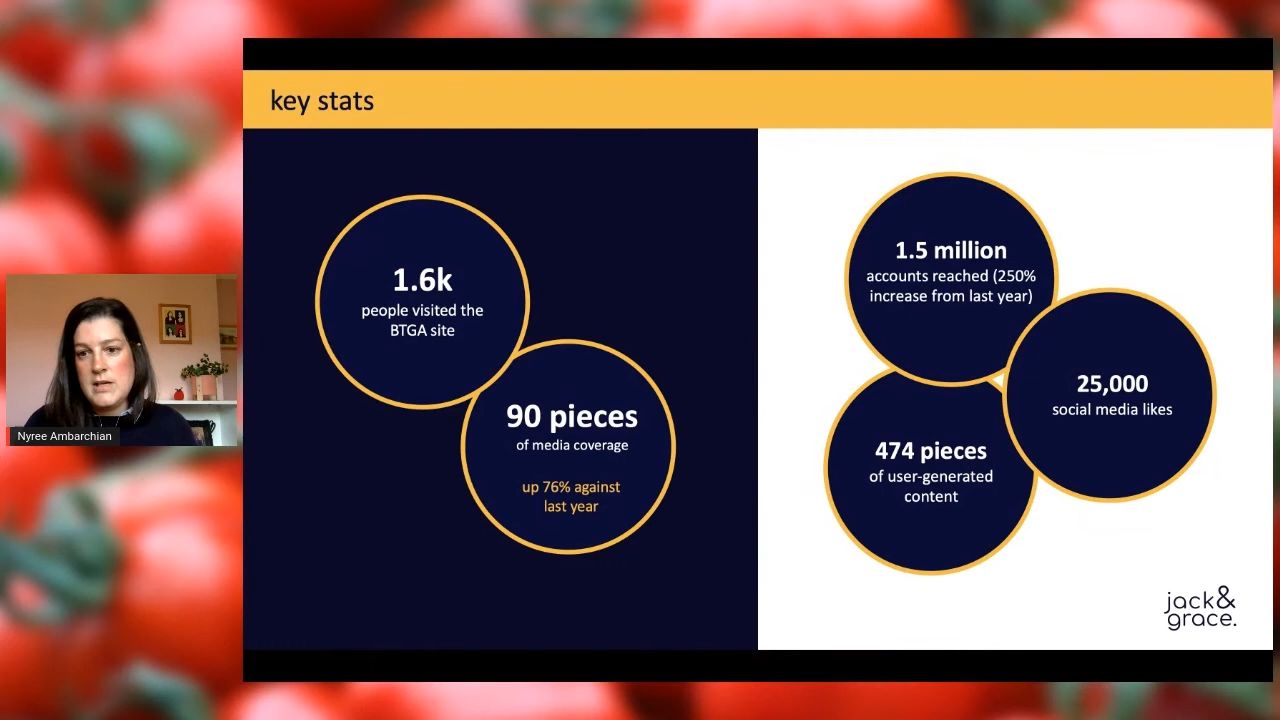 key stats
1.6k
people visited the
BTGA site
90 pieces
of media coverage
up 76% against
last year
1.5 million
accounts reached (250%
increase from last year)
25,000
social media likes
474 pieces
of user-generated
content
jack&
grace.
Nyree Ambarchian